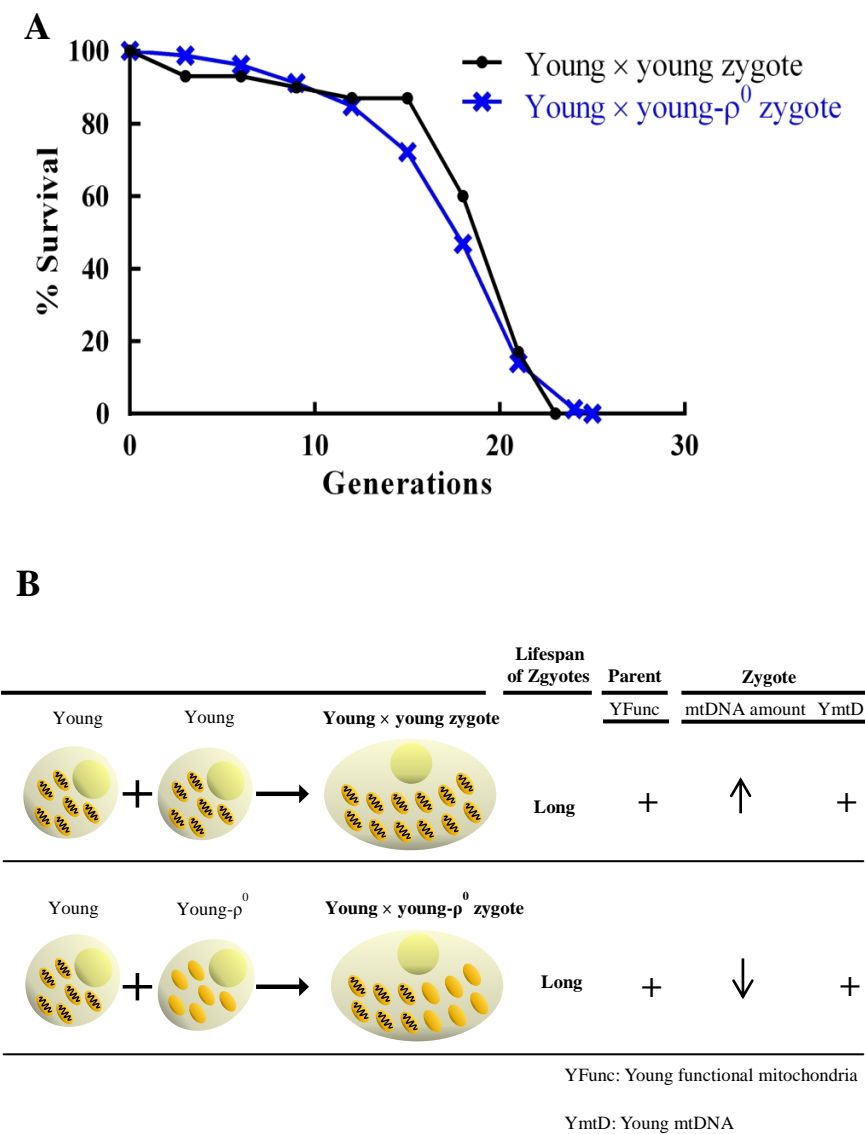 A
Young × young zygote
Young × young-ρ⁰ zygote
% Survival
100
80
60
40
20
0
0 10 20 30
Generations
B
Lifespan of Zgyotes
Parent
Zygote
YFunc
mtDNA amount
YmtD
Young
Young
Young × young zygote
+
Long
+
↑
+
Young
Young-ρ⁰
Young × young-ρ⁰ zygote
+
Long
+
↓
+
YFunc: Young functional mitochondria
YmtD: Young mtDNA